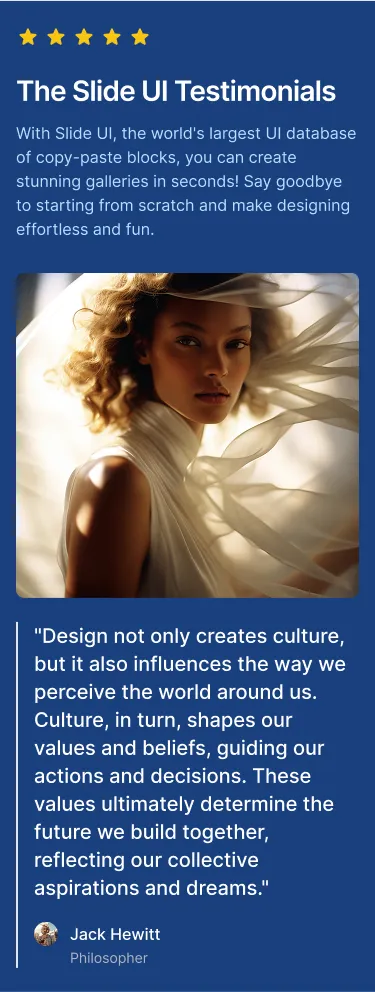 The Slide UI Testimonials
With Slide UI, the world's largest UI database
of copy-paste blocks, you can create
stunning galleries in seconds! Say goodbye
to starting from scratch and make designing
effortless and fun.
"Design not only creates culture,
but it also influences the way we
perceive the world around us.
Culture, in turn, shapes our
values and beliefs, guiding our
actions and decisions. These
values ultimately determine the
future we build together,
reflecting our collective
aspirations and dreams."
Jack Hewitt
Philosopher